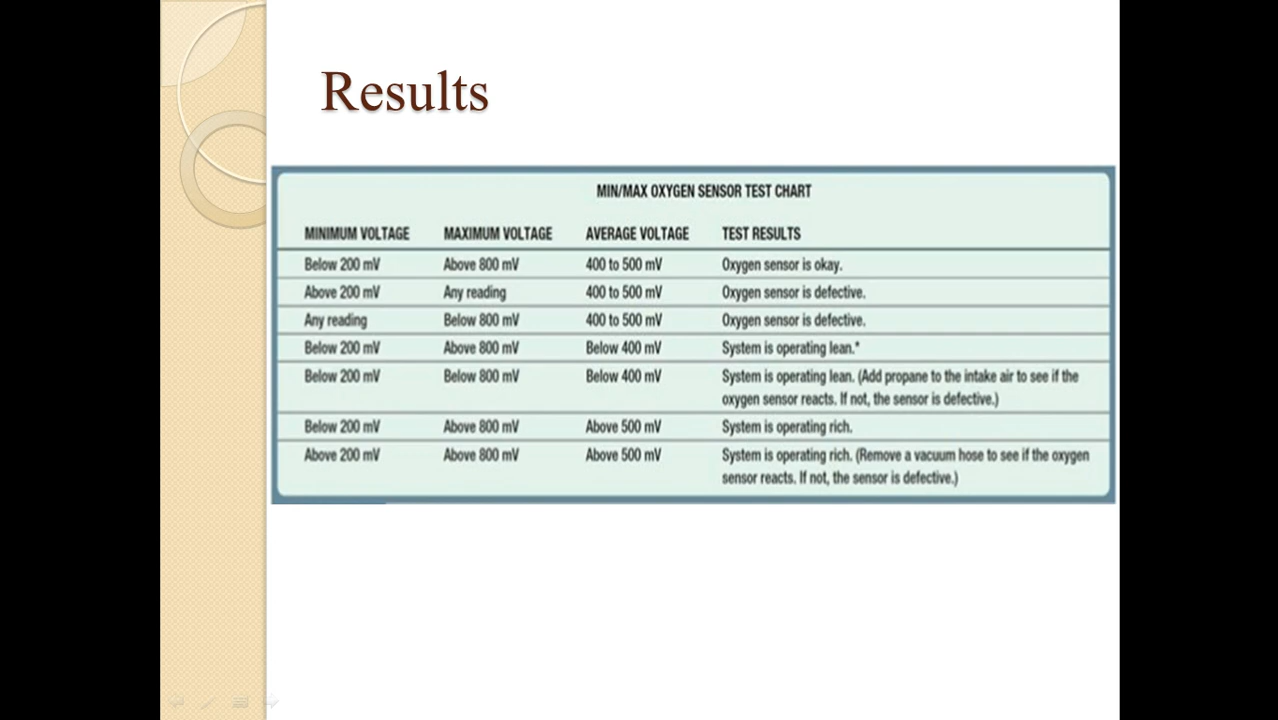 Results
MIN/MAX OXYGEN SENSOR TEST CHART
MINIMUM VOLTAGE MAXIMUM VOLTAGE AVERAGE VOLTAGE TEST RESULTS
Below 200 mV Above 800 mV 400 to 500 mV Oxygen sensor is okay.
Above 200 mV Any reading 400 to 500 mV Oxygen sensor is defective.
Any reading Below 800 mV 400 to 500 mV Oxygen sensor is defective.
Below 200 mV Above 800 mV Below 400 mV System is operating lean.*
Below 200 mV Below 800 mV Below 400 mV System is operating lean. (Add propane to the intake air to see if the
oxygen sensor reacts. If not, the sensor is defective.)
Below 200 mV Above 800 mV Above 500 mV System is operating rich.
Above 200 mV Above 800 mV Above 500 mV System is operating rich. (Remove a vacuum hose to see if the oxygen
sensor reacts. If not, the sensor is defective.)